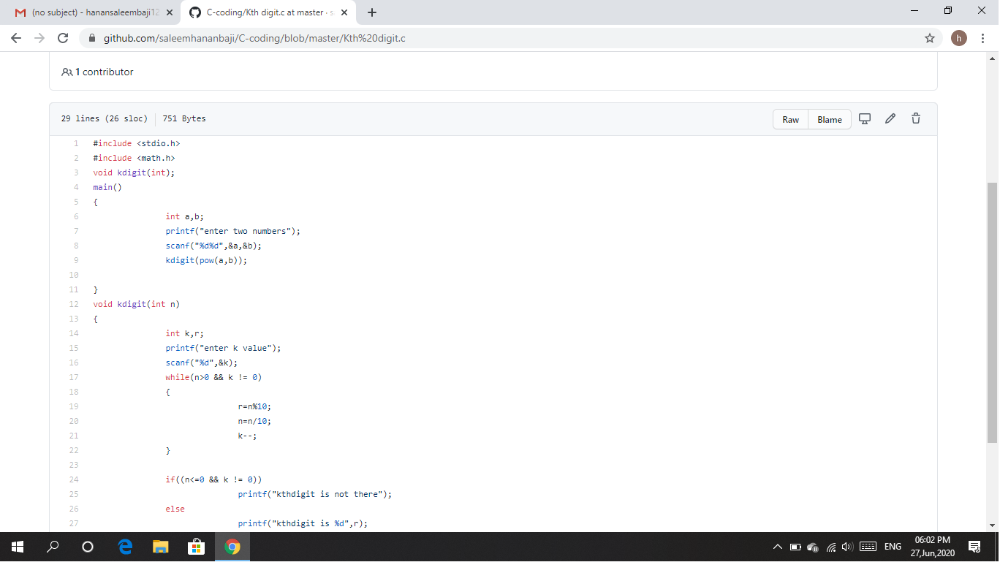 (no subject) - hanansaleembaji12
C-coding/Kth digit.c at master · s
github.com/saleemhananbaji/C-coding/blob/master/Kth%20digit.c
h
1 contributor
29 lines (26 sloc) 751 Bytes
Raw Blame
1 #include <stdio.h>
2 #include <math.h>
3 void kdigit(int);
4 main()
5 {
6 int a,b;
7 printf("enter two numbers");
8 scanf("%d%d",&a,&b);
9 kdigit(pow(a,b));
10
11 }
12 void kdigit(int n)
13 {
14 int k,r;
15 printf("enter k value");
16 scanf("%d",&k);
17 while(n>0 && k != 0)
18 {
19 r=n%10;
20 n=n/10;
21 k--;
22 }
23
24 if((n<=0 && k != 0))
25 printf("kthdigit is not there");
26 else
27 printf("kthdigit is %d",r);
ENG
06:02 PM
27,Jun,2020